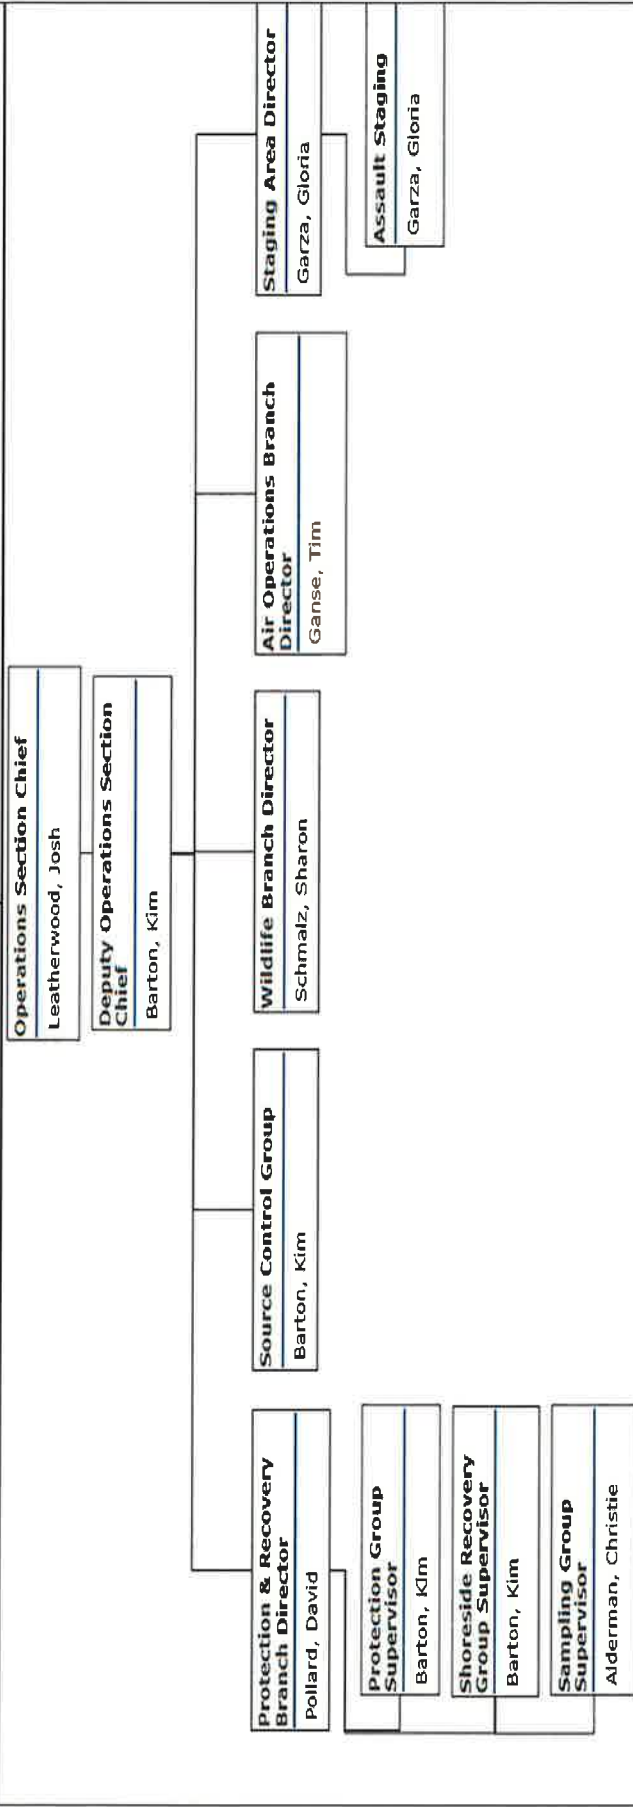 Operations Section Chief
Leatherwood, Josh
Deputy Operations Section
Chief
Barton, Kim
Protection & Recovery
Branch Director
Pollard, David
Protection Group
Supervisor
Barton, Kim
Shoreside Recovery
Group Supervisor
Barton, Kim
Sampling Group
Supervisor
Alderman, Christie
Source Control Group
Barton, Kim
Wildlife Branch Director
Schmalz, Sharon
Air Operations Branch
Director
Ganse, Tim
Staging Area Director
Garza, Gloria
Assault Staging
Garza, Gloria